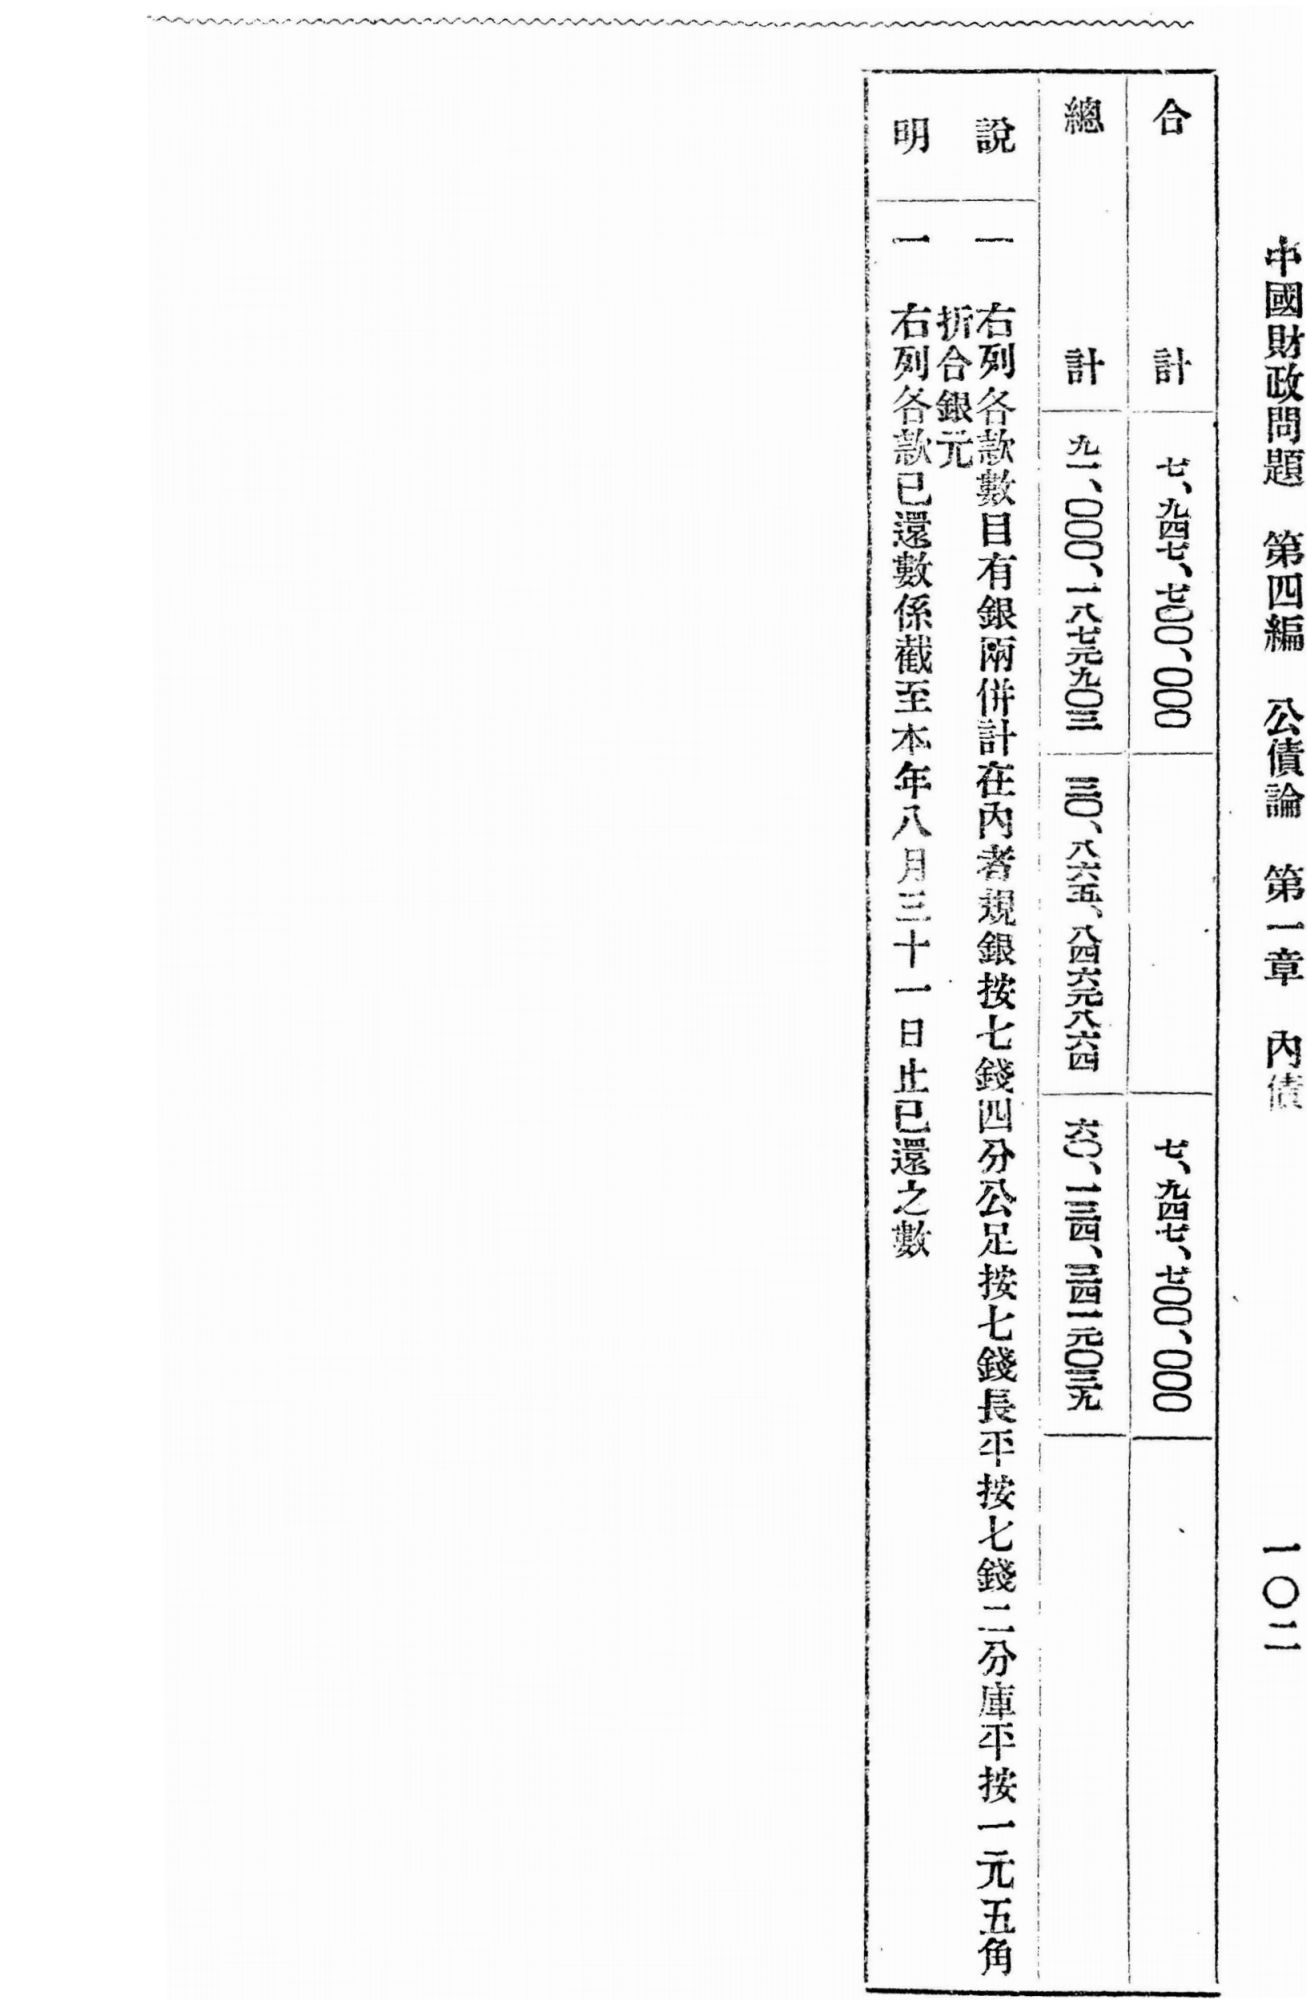 中國財政問題　第四編　公債論　第一章　內債　一〇二
合計　七、九四七、七〇〇、〇〇〇　七、九四七、七〇〇、〇〇〇
總計　九一、〇〇〇、一八七元九〇三　三〇、八六五、八四六元八六四　六〇、一三四、三四一元〇三九
說明
一　右列各款數目有銀兩併計在內者規銀按七錢四分公足按七錢長平按七錢二分庫平按一元五角
折合銀元
一　右列各款已還數係截至本年八月三十一日止已還之數